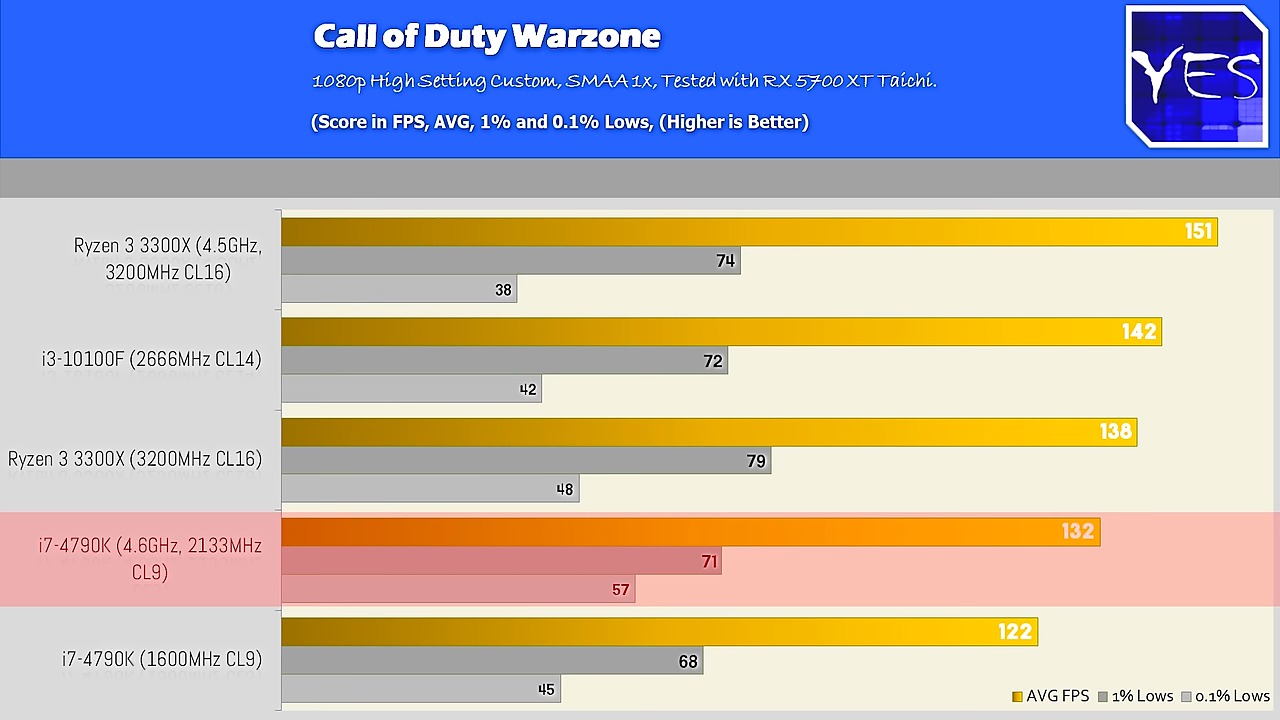 Call of Duty Warzone
1080p High Setting Custom, SMAA 1x, Tested with RX 5700 XT Taichi.
(Score in FPS, AVG, 1% and 0.1% Lows, (Higher is Better)
YES
Ryzen 3 3300X (4.5GHz,
3200MHz CL16)
151
74
38
i3-10100F (2666MHz CL14)
142
72
42
Ryzen 3 3300X (3200MHz CL16)
138
79
48
i7-4790K (4.6GHz, 2133MHz
CL9)
132
71
57
i7-4790K (1600MHz CL9)
122
68
45
AVG FPS 1% Lows 0.1% Lows